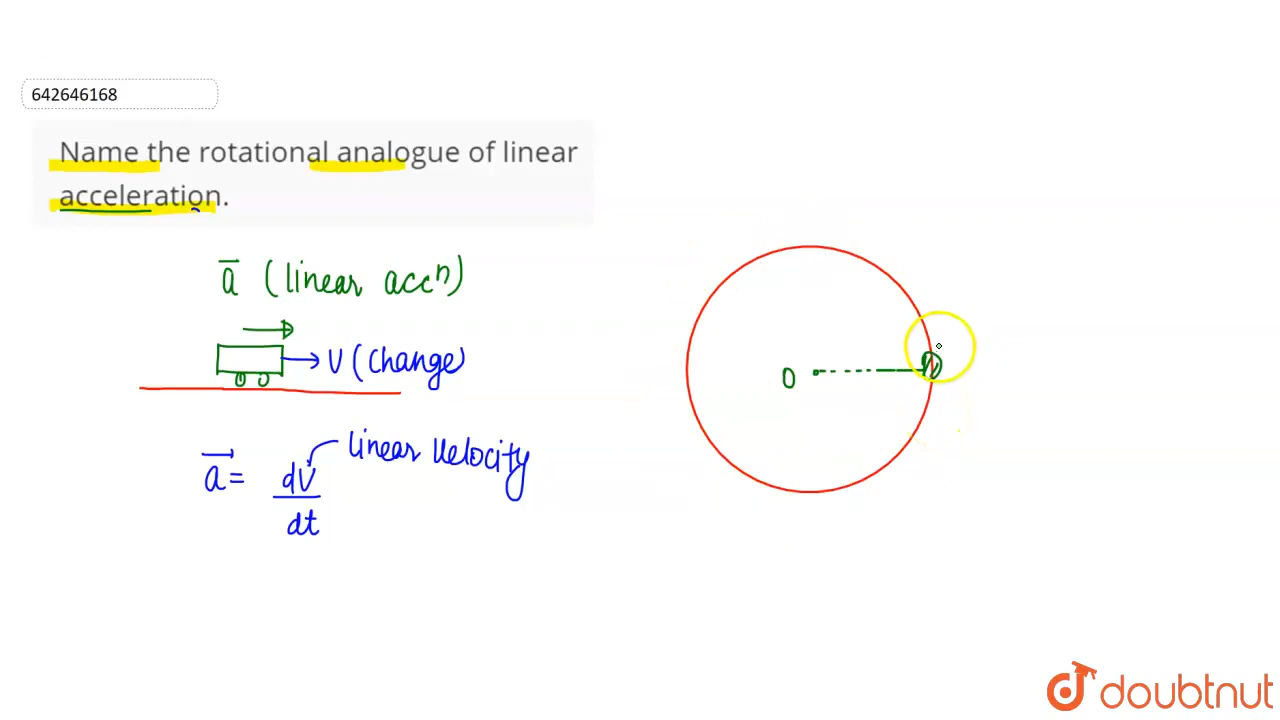 642646168
Name the rotational analogue of linear
acceleration.
a̅ (linear accⁿ)
V (Change)
a⃗ = dV/dt
linear velocity
O
doubtnut